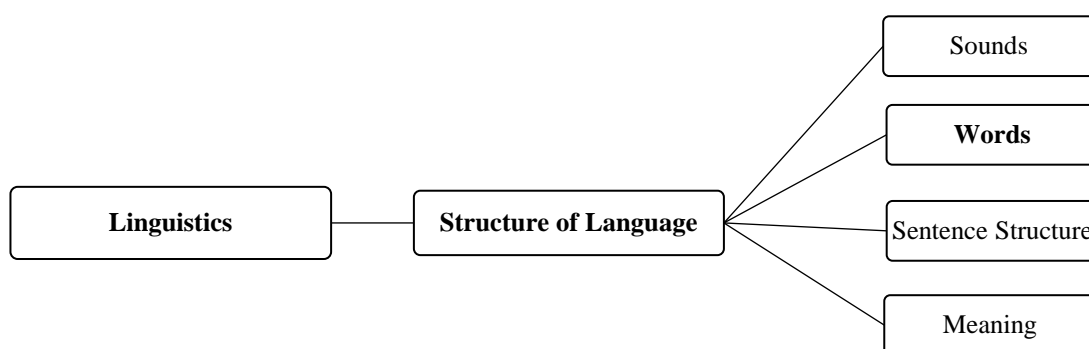 Sounds
Words
Linguistics
Structure of Language
Sentence Structure
Meaning